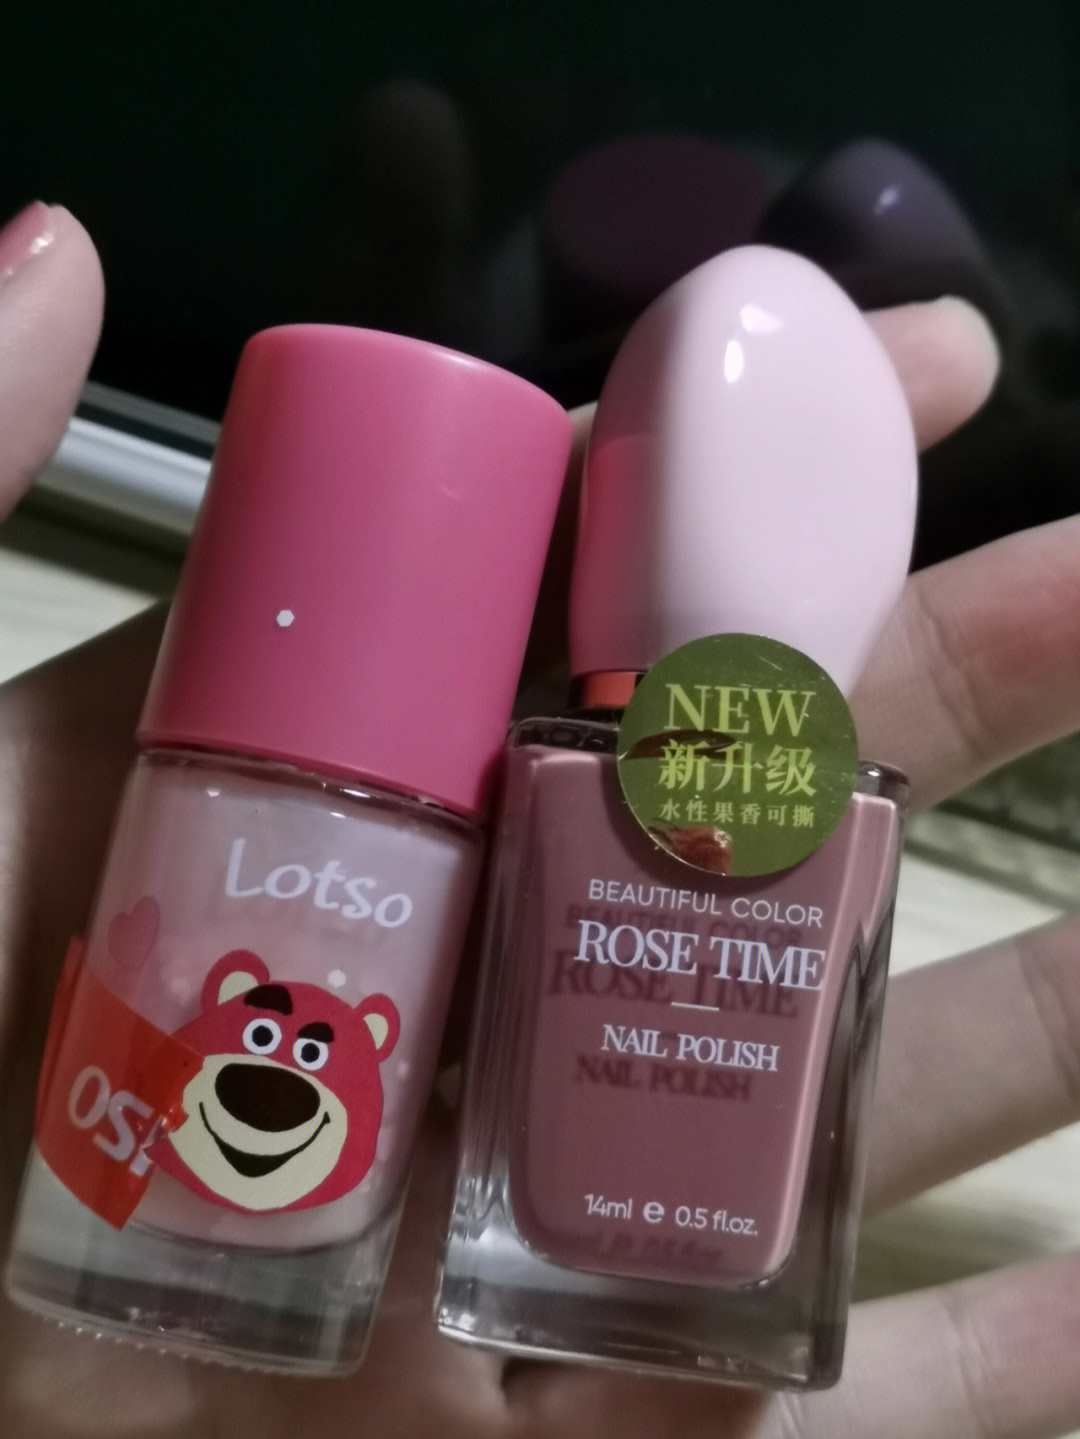 Lotso
NEW
新升级
水性果香可撕
BEAUTIFUL COLOR
ROSE TIME
NAIL POLISH
14ml e 0.5 fl.oz.